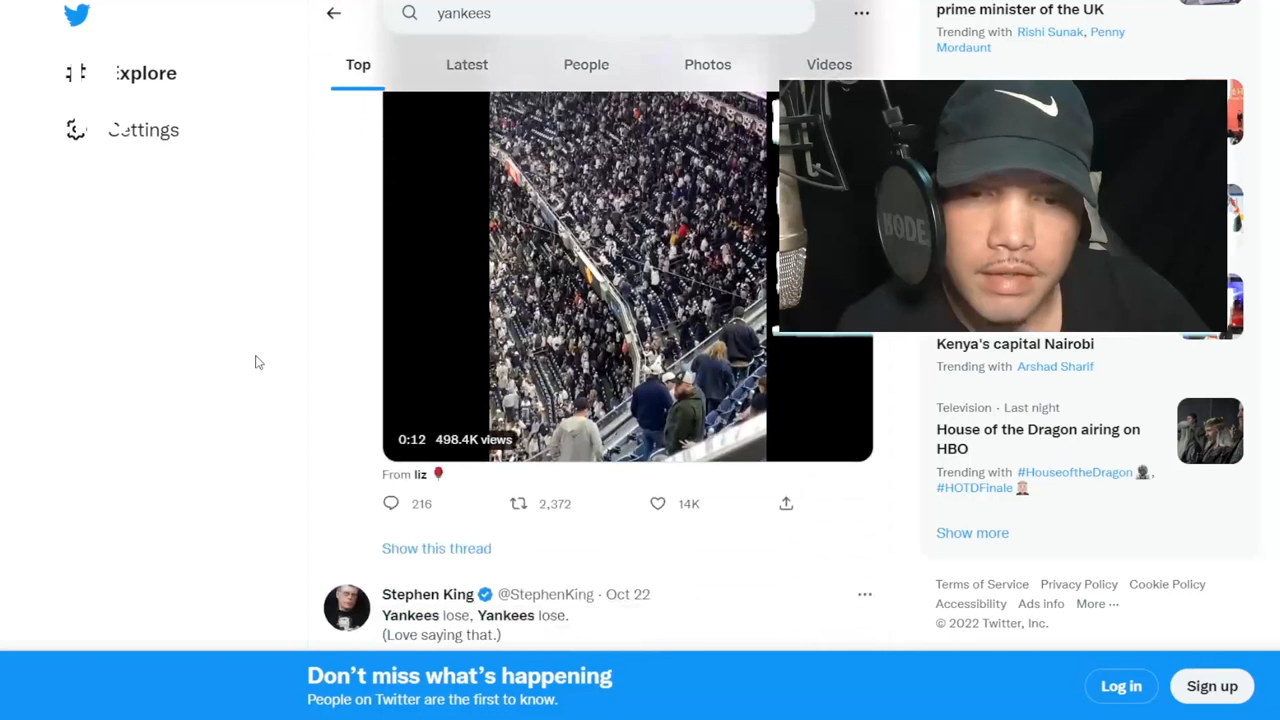 yankees
Explore
Settings
Top
Latest
People
Photos
Videos
0:12 498.4K views
From liz
216
2,372
14K
Show this thread
Stephen King @StephenKing · Oct 22
Yankees lose, Yankees lose.
(Love saying that.)
prime minister of the UK
Trending with Rishi Sunak, Penny
Mordaunt
RODE
Kenya's capital Nairobi
Trending with Arshad Sharif
Television · Last night
House of the Dragon airing on
HBO
Trending with #HouseoftheDragon ,
#HOTDFinale
Show more
Terms of Service Privacy Policy Cookie Policy
Accessibility Ads info More ···
© 2022 Twitter, Inc.
Don’t miss what’s happening
People on Twitter are the first to know.
Log in
Sign up